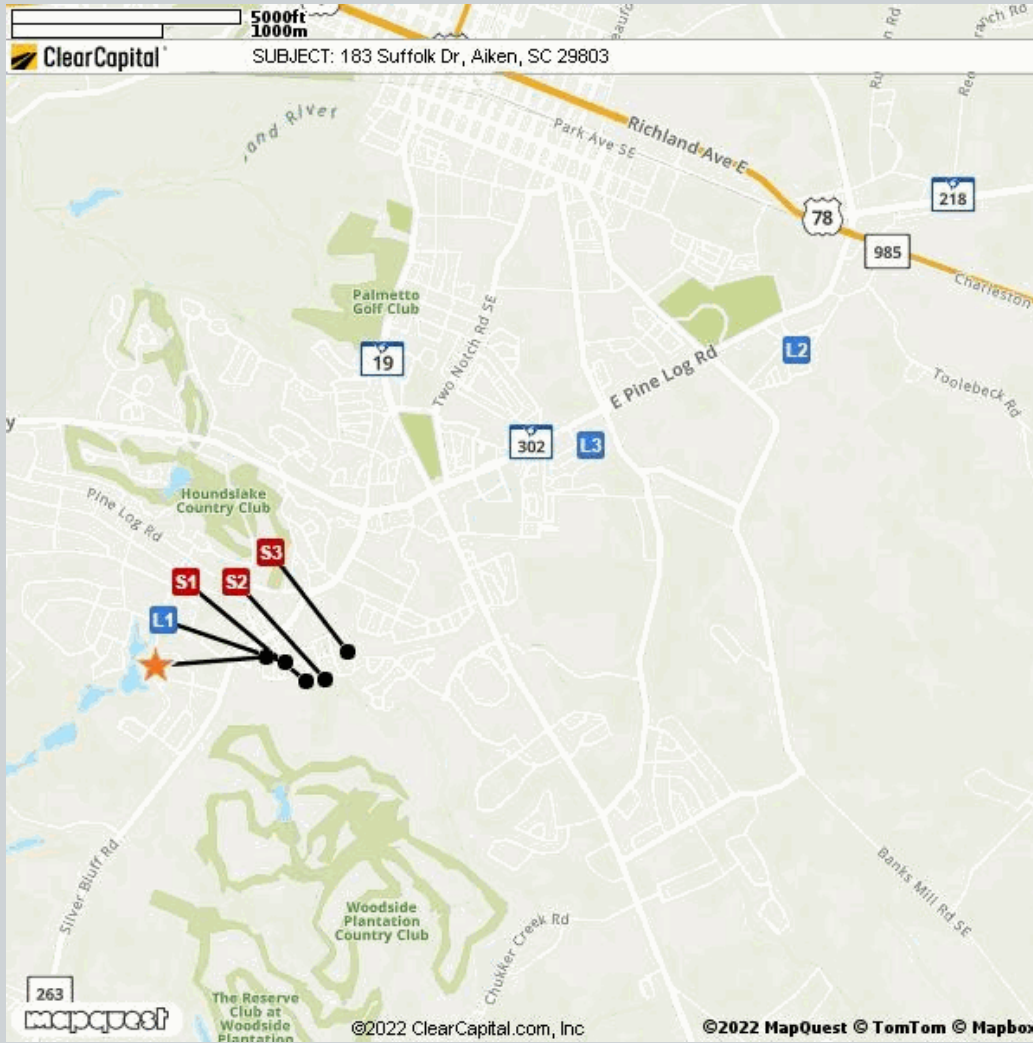 5000ft
1000m
ClearCapital
SUBJECT: 183 Suffolk Dr, Aiken, SC 29803
and River
Park Ave SE
Richland Ave E
78
218
985
Charleston
Palmetto
Golf Club
19
Two Notch Rd SE
E Pine Log Rd
L2
Toolebeck Rd
302
L3
y
Houndslake
Country Club
Pine Log Rd
S3
S1
S2
L1
Silver Bluff Rd
Woodside
Plantation
Country Club
Banks Mill Rd SE
Chukker Creek Rd
263
The Reserve
Club at
Woodside
Plantation
mapquest
©2022 ClearCapital.com, Inc
©2022 MapQuest © TomTom © Mapbox